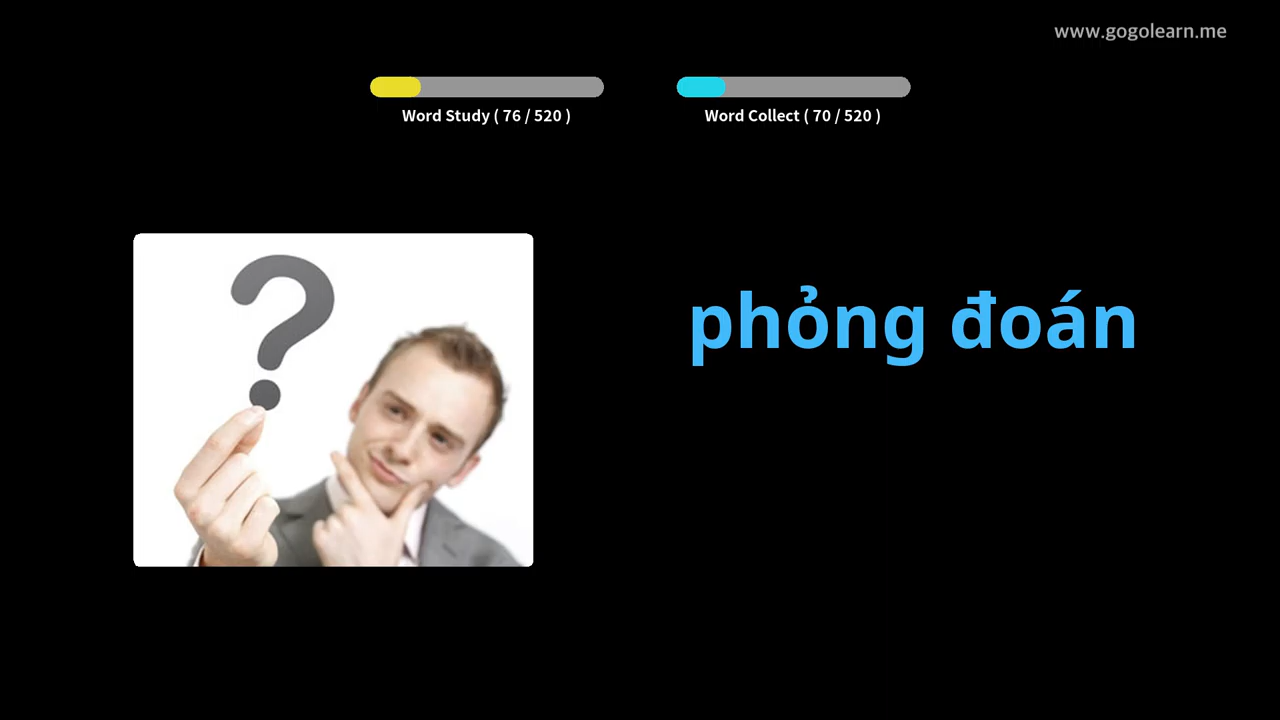 www.gogolearn.me
Word Study ( 76 / 520 )
Word Collect ( 70 / 520 )
?
phỏng đoán